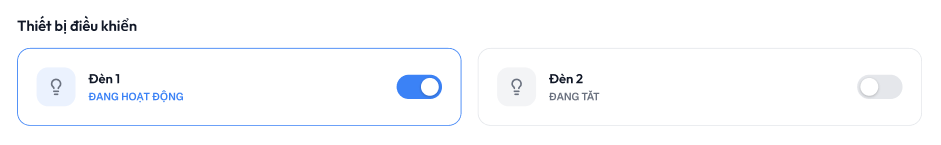 Thiết bị điều khiển
Đèn 1
ĐANG HOẠT ĐỘNG
Đèn 2
ĐANG TẮT